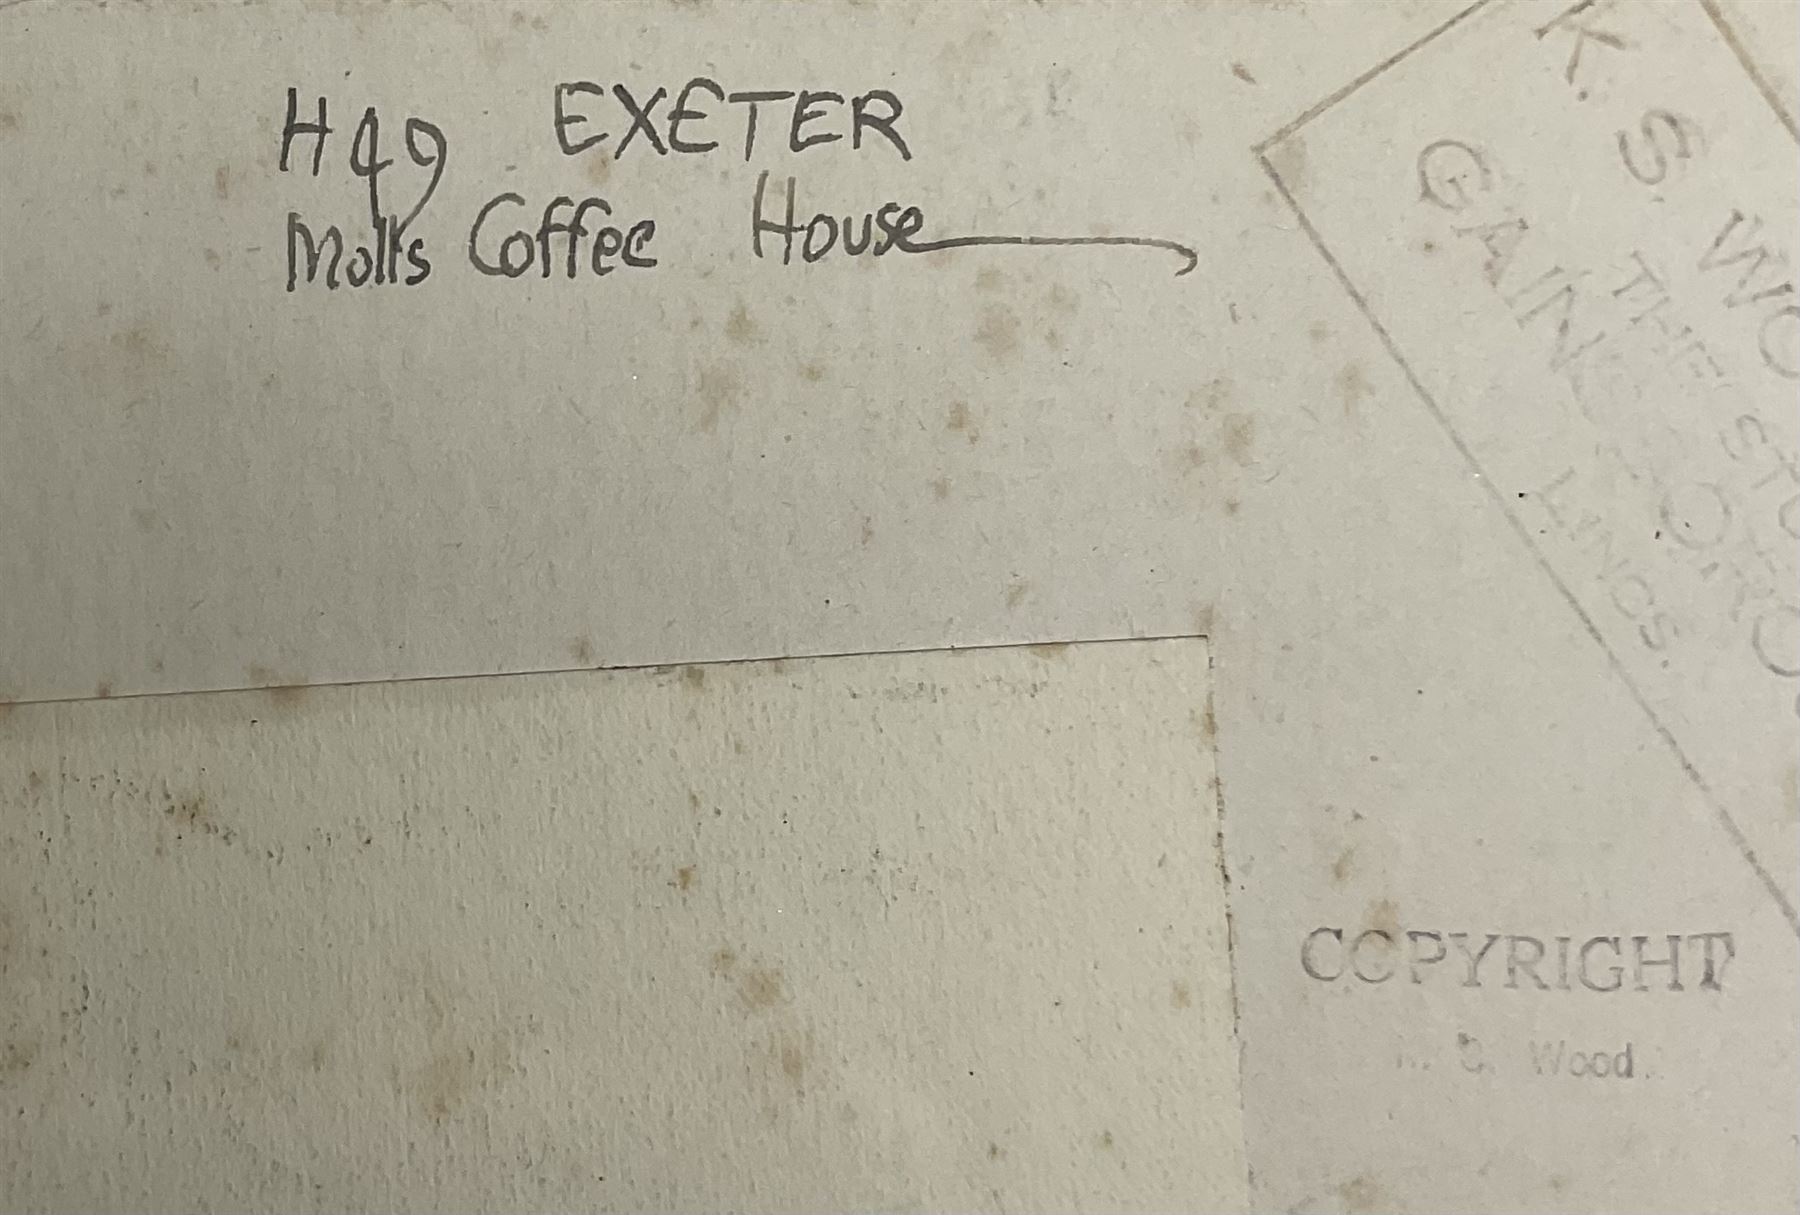 H49 EXETER
Molls Coffee House
K. S. WO
THE STU
GAINSBORO
LINCS.
COPYRIGHT
S. Wood.